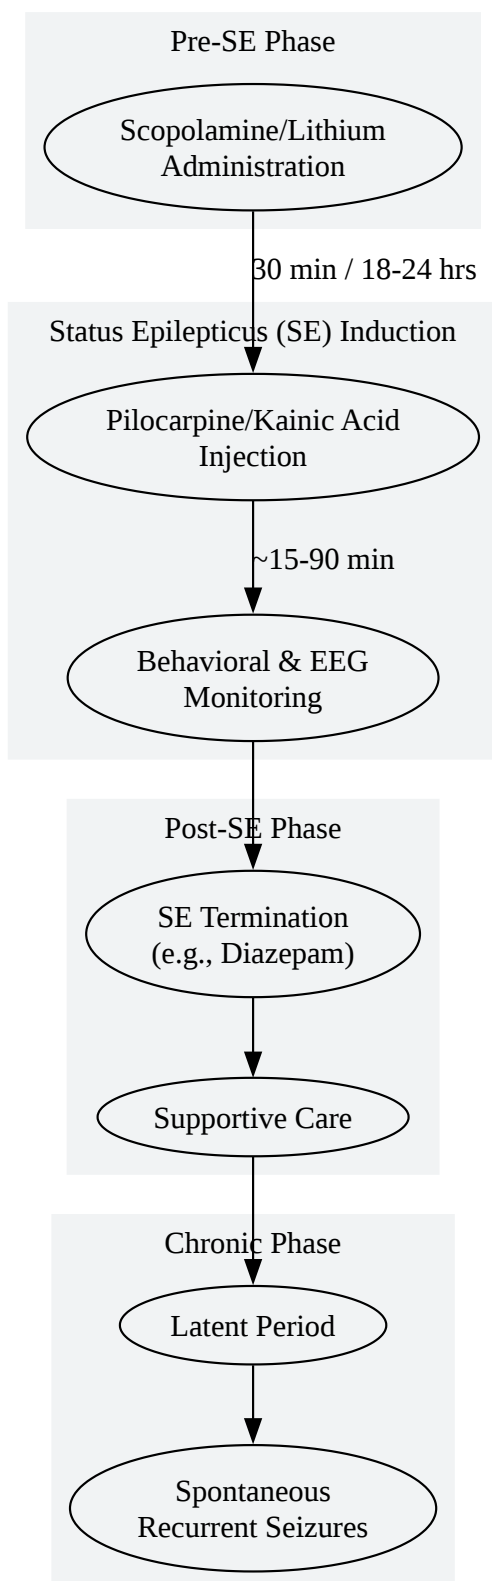 Pre-SE Phase
Scopolamine/Lithium
Administration
30 min / 18-24 hrs
Status Epilepticus (SE) Induction
Pilocarpine/Kainic Acid
Injection
~15-90 min
Behavioral & EEG
Monitoring
Post-SE Phase
SE Termination
(e.g., Diazepam)
Supportive Care
Chronic Phase
Latent Period
Spontaneous
Recurrent Seizures